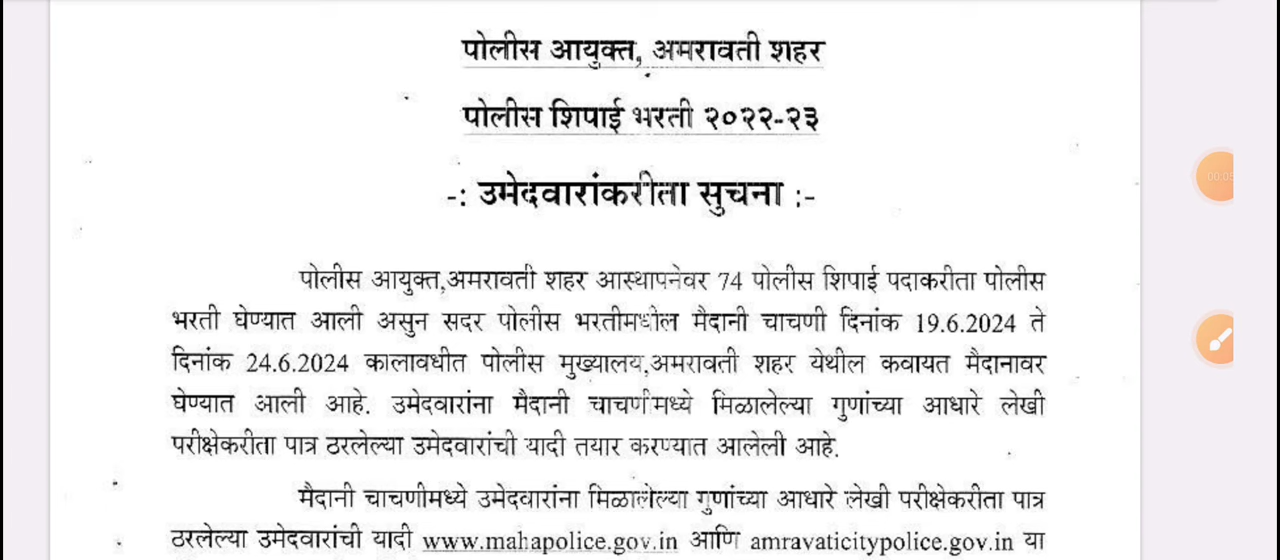 पोलीस आयुक्त, अमरावती शहर
पोलीस शिपाई भरती २०२२-२३
-: उमेदवारांकरीता सुचना :-
पोलीस आयुक्त,अमरावती शहर आस्थापनेवर 74 पोलीस शिपाई पदाकरीता पोलीस
भरती घेण्यात आली असुन सदर पोलीस भरतीमधील मैदानी चाचणी दिनांक 19.6.2024 ते
दिनांक 24.6.2024 कालावधीत पोलीस मुख्यालय,अमरावती शहर येथील कवायत मैदानावर
घेण्यात आली आहे. उमेदवारांना मैदानी चाचणीमध्ये मिळालेल्या गुणांच्या आधारे लेखी
परीक्षेकरीता पात्र ठरलेल्या उमेदवारांची यादी तयार करण्यात आलेली आहे.
मैदानी चाचणीमध्ये उमेदवारांना मिळालेल्या गुणांच्या आधारे लेखी परीक्षेकरीता पात्र
ठरलेल्या उमेदवारांची यादी www.mahapolice.gov.in आणि amravaticitypolice.gov.in या
00:05